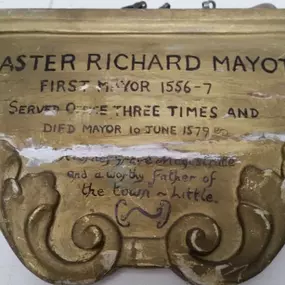 ASTER RICHARD MAYOT
FIRST MAYOR 1556-7
SERVED OFFICE THREE TIMES AND
DIED MAYOR 10 JUNE 1579
and a worthy father of
the town ~ Little.